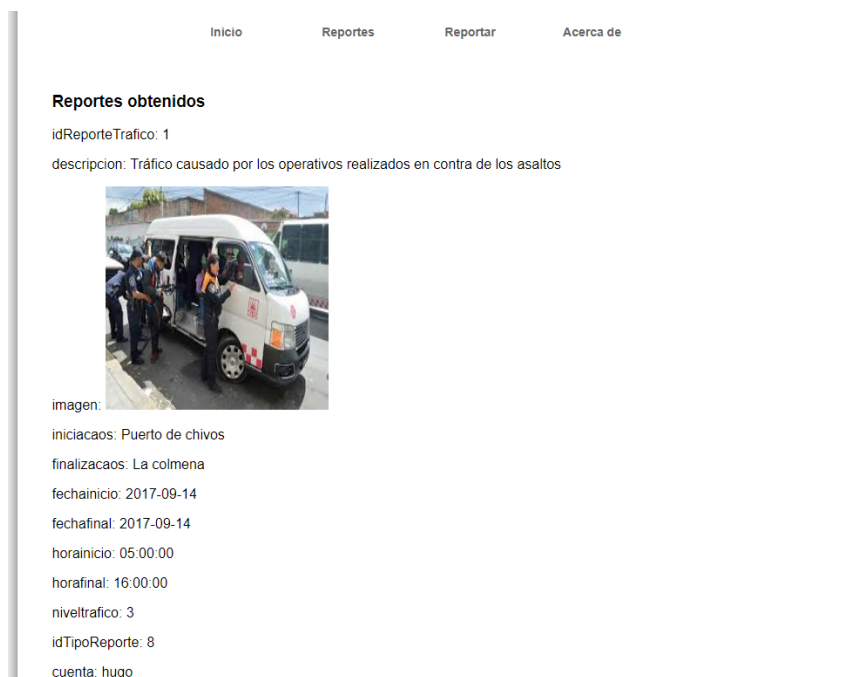 Inicio Reportes Reportar Acerca de
Reportes obtenidos
idReporteTrafico: 1
descripcion: Tráfico causado por los operativos realizados en contra de los asaltos
imagen:
iniciacaos: Puerto de chivos
finalizacaos: La colmena
fechainicio: 2017-09-14
fechafinal: 2017-09-14
horainicio: 05:00:00
horafinal: 16:00:00
niveltrafico: 3
idTipoReporte: 8
cuenta: hugo